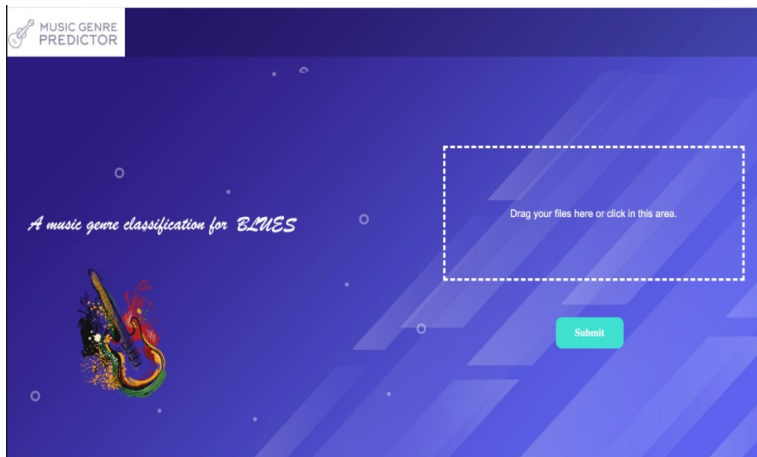 MUSIC GENRE
PREDICTOR
A music genre classification for BLUES
Drag your files here or click in this area.
Submit